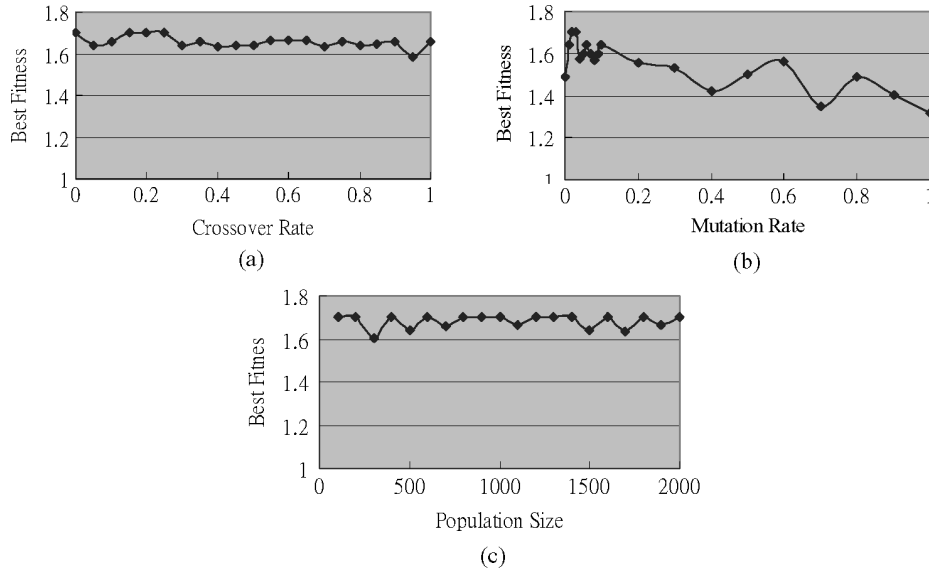 1.8
1.6
1.4
1.2
1
0 0.2 0.4 0.6 0.8 1
Best Fitness
Crossover Rate
(a)
1.8
1.6
1.4
1.2
1
0 0.2 0.4 0.6 0.8 1
Best Fitness
Mutation Rate
(b)
1.8
1.6
1.4
1.2
1
0 500 1000 1500 2000
Best Fitnes
Population Size
(c)